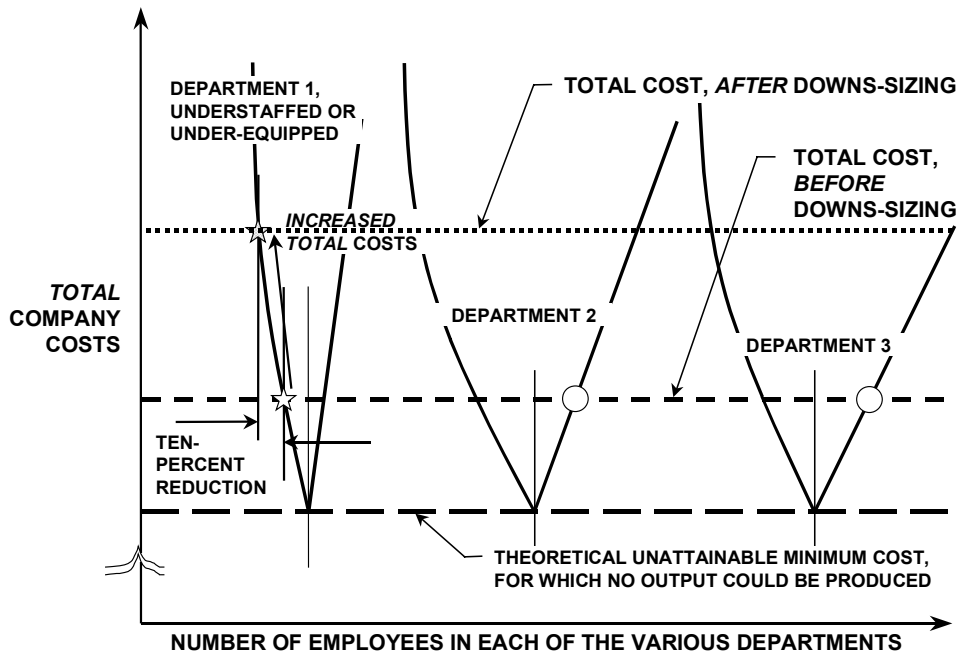 DEPARTMENT 1,
UNDERSTAFFED OR
UNDER-EQUIPPED
TOTAL COST, AFTER DOWNS-SIZING
TOTAL COST,
BEFORE
DOWNS-SIZING
INCREASED
TOTAL COSTS
TOTAL
COMPANY
COSTS
DEPARTMENT 2
DEPARTMENT 3
TEN-
PERCENT
REDUCTION
THEORETICAL UNATTAINABLE MINIMUM COST,
FOR WHICH NO OUTPUT COULD BE PRODUCED
NUMBER OF EMPLOYEES IN EACH OF THE VARIOUS DEPARTMENTS